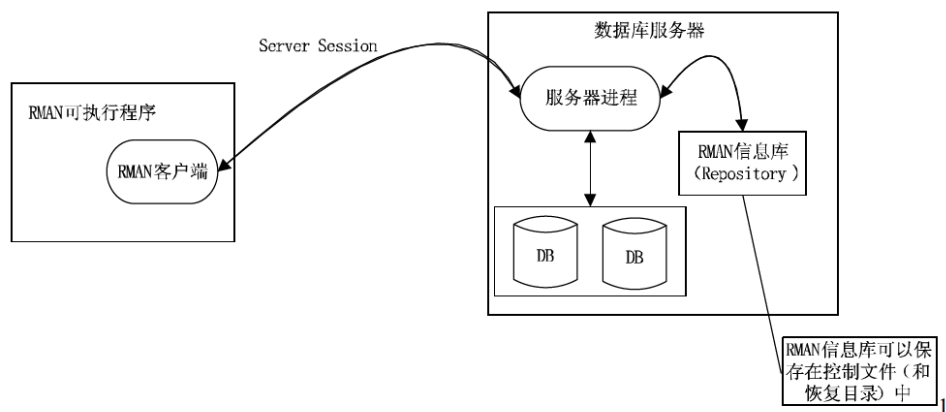 数据库服务器
Server Session
服务器进程
RMAN可执行程序
RMAN客户端
RMAN信息库
（Repository）
DB
DB
RMAN信息库可以保
存在控制文件（和
恢复目录）中
1